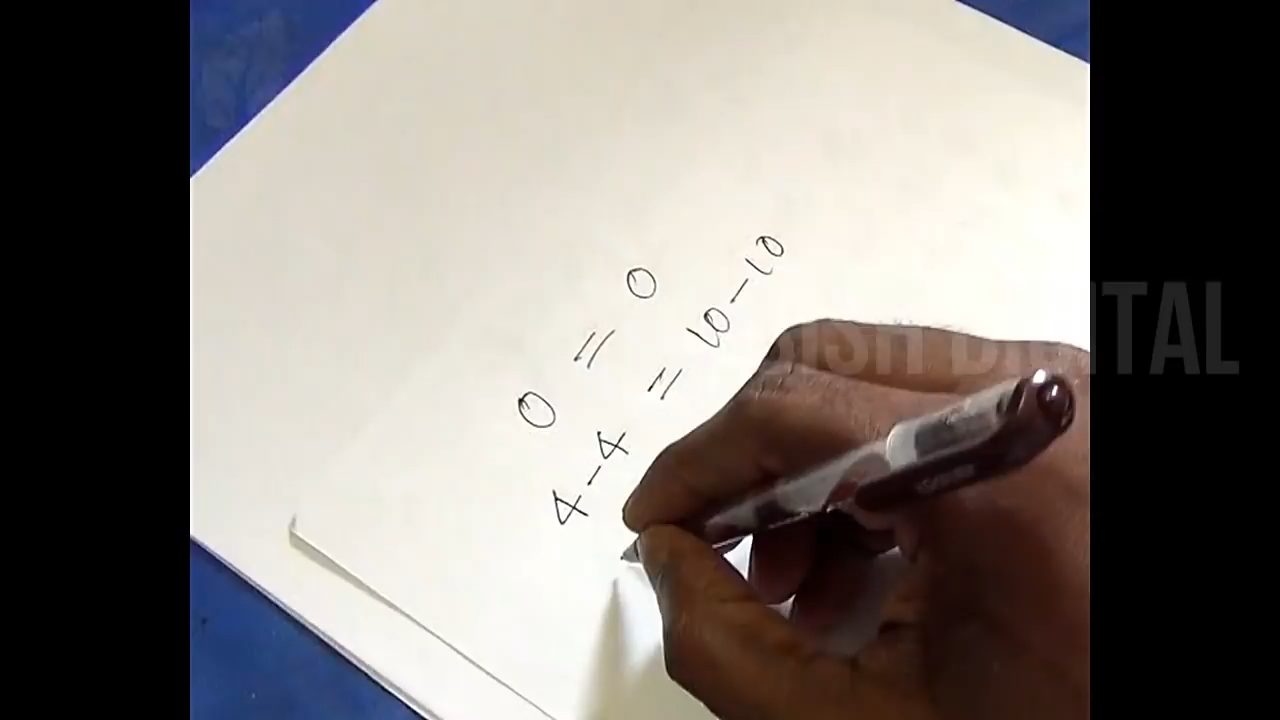 0 = 0
4-4 = 10-10